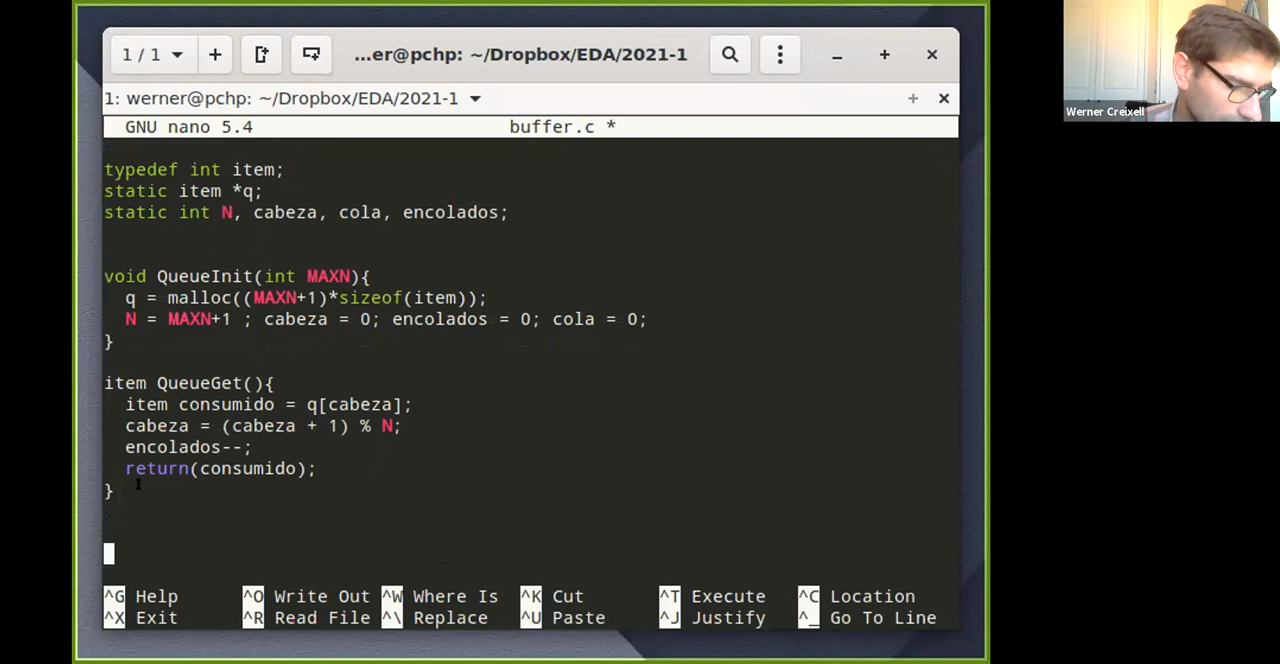 1 / 1
...er@pchp: ~/Dropbox/EDA/2021-1
1: werner@pchp: ~/Dropbox/EDA/2021-1
GNU nano 5.4 buffer.c *
typedef int item;
static item *q;
static int N, cabeza, cola, encolados;
void QueueInit(int MAXN){
q = malloc((MAXN+1)*sizeof(item));
N = MAXN+1 ; cabeza = 0; encolados = 0; cola = 0;
}
item QueueGet(){
item consumido = q[cabeza];
cabeza = (cabeza + 1) % N;
encolados--;
return(consumido);
}
^G Help ^O Write Out ^W Where Is ^K Cut ^T Execute ^C Location
^X Exit ^R Read File ^\ Replace ^U Paste ^J Justify ^_ Go To Line
Werner Creixell